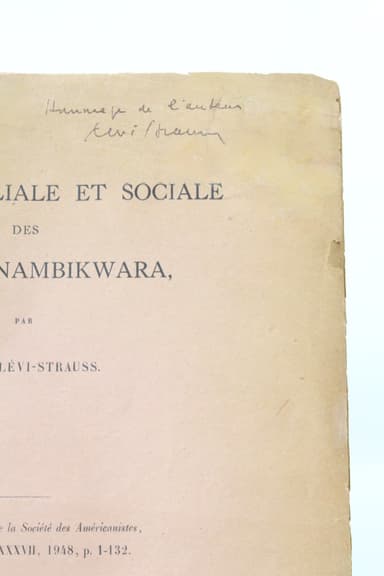 Hommage de l'auteur
Lévi Strauss
LIALE ET SOCIALE
DES
NAMBIKWARA,
PAR
LÉVI-STRAUSS.
e la Société des Américanistes,
XXXVII, 1948, p. 1-132.